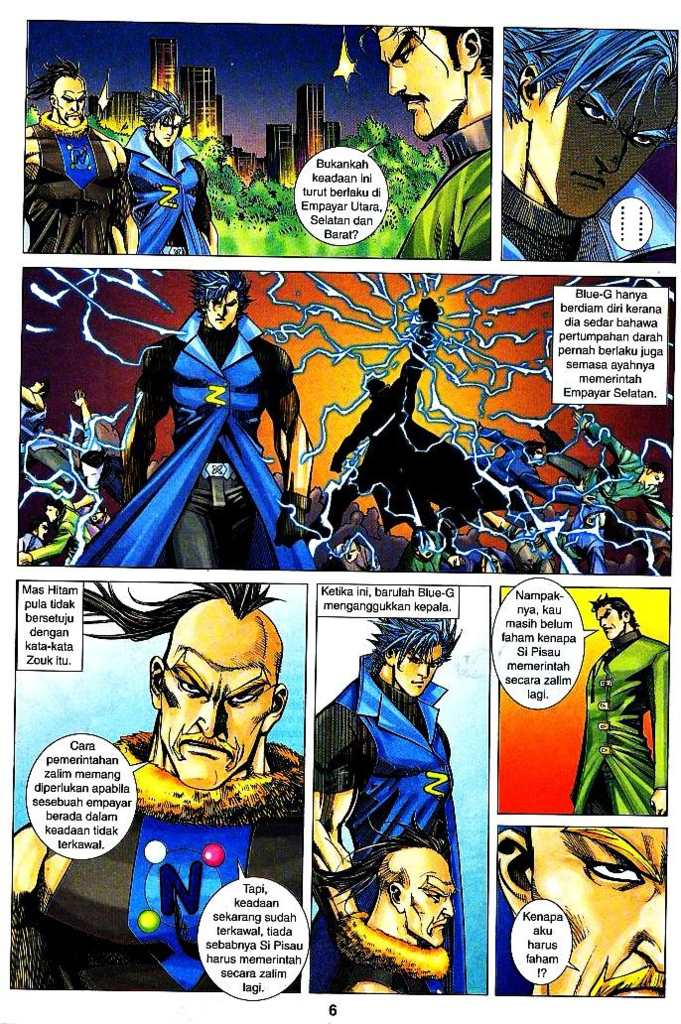 Bukankah
keadaan ini
turut berlaku di
Empayar Utara,
Selatan dan
Barat?
Z
Blue-G hanya
berdiam diri kerana
dia sedar bahawa
pertumpahan darah
pernah berlaku juga
semasa ayahnya
memerintah
Empayar Selatan.
Z
Mas Hitam
pula tidak
bersetuju
dengan
kata-kata
Zouk itu.
Cara
pemerintahan
zalim memang
diperlukan apabila
sesebuah empayar
berada dalam
keadaan tidak
terkawal.
N
Tapi,
keadaan
sekarang sudah
terkawal, tiada
sebabnya Si Pisau
harus memerintah
secara zalim
lagi.
Ketika ini, barulah Blue-G
menganggukkan kepala.
Z
Nampak-
nya, kau
masih belum
faham kenapa
Si Pisau
memerintah
secara zalim
lagi.
Kenapa
aku
harus
faham
!?
6